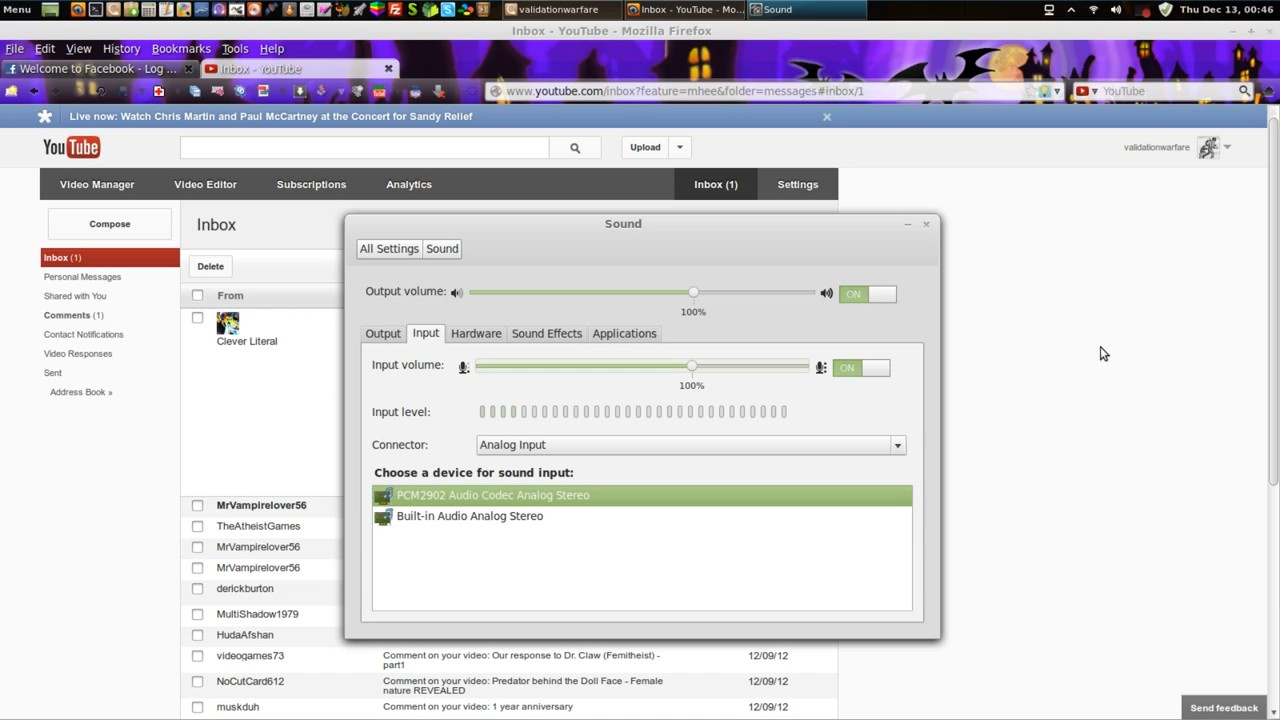 Menu
validationwarfare
Inbox - YouTube - Mo...
Sound
Thu Dec 13, 00:46
Inbox - YouTube - Mozilla Firefox
File Edit View History Bookmarks Tools Help
Welcome to Facebook - Log ...
Inbox - YouTube
www.youtube.com/inbox?feature=mhee&folder=messages#inbox/1
YouTube
Live now: Watch Chris Martin and Paul McCartney at the Concert for Sandy Relief
YouTube
Upload
validationwarfare
Video Manager Video Editor Subscriptions Analytics Inbox (1) Settings
Compose
Inbox
Inbox (1)
Personal Messages
Shared with You
Comments (1)
Contact Notifications
Video Responses
Sent
Address Book »
Delete
From
Clever Literal
MrVampirelover56
TheAtheistGames
MrVampirelover56
MrVampirelover56
derickburton
MultiShadow1979
HudaAfshan
videogames73 Comment on your video: Our response to Dr. Claw (Femitheist) - 12/09/12
part1
NoCutCard612 Comment on your video: Predator behind the Doll Face - Female 12/09/12
nature REVEALED
muskduh Comment on your video: 1 year anniversary 12/09/12
Sound
All Settings Sound
Output volume: ON
100%
Output Input Hardware Sound Effects Applications
Input volume: ON
100%
Input level:
Connector: Analog Input
Choose a device for sound input:
PCM2902 Audio Codec Analog Stereo
Built-in Audio Analog Stereo
Send feedback